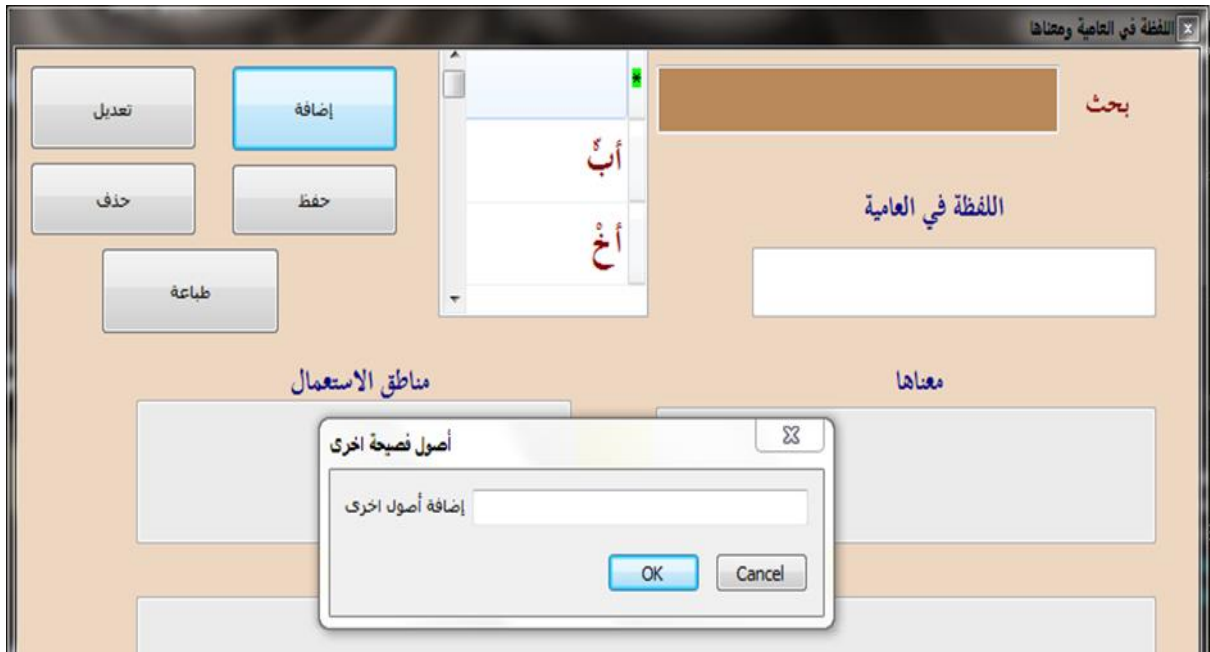 اللفظة في العامية ومعناها
بحث
*
إضافة
تعديل
أبٌ
حفظ
حذف
اللفظة في العامية
أخْ
طباعة
معناها
مناطق الاستعمال
أصول فصيحة اخرى
إضافة أصول اخرى
OK
Cancel